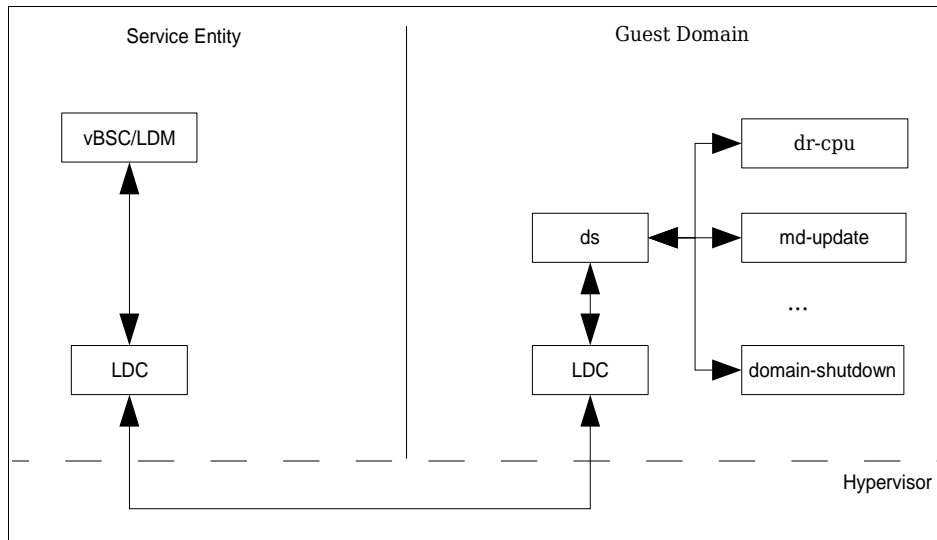 Service Entity
Guest Domain
vBSC/LDM
dr-cpu
ds
md-update
...
LDC
LDC
domain-shutdown
Hypervisor